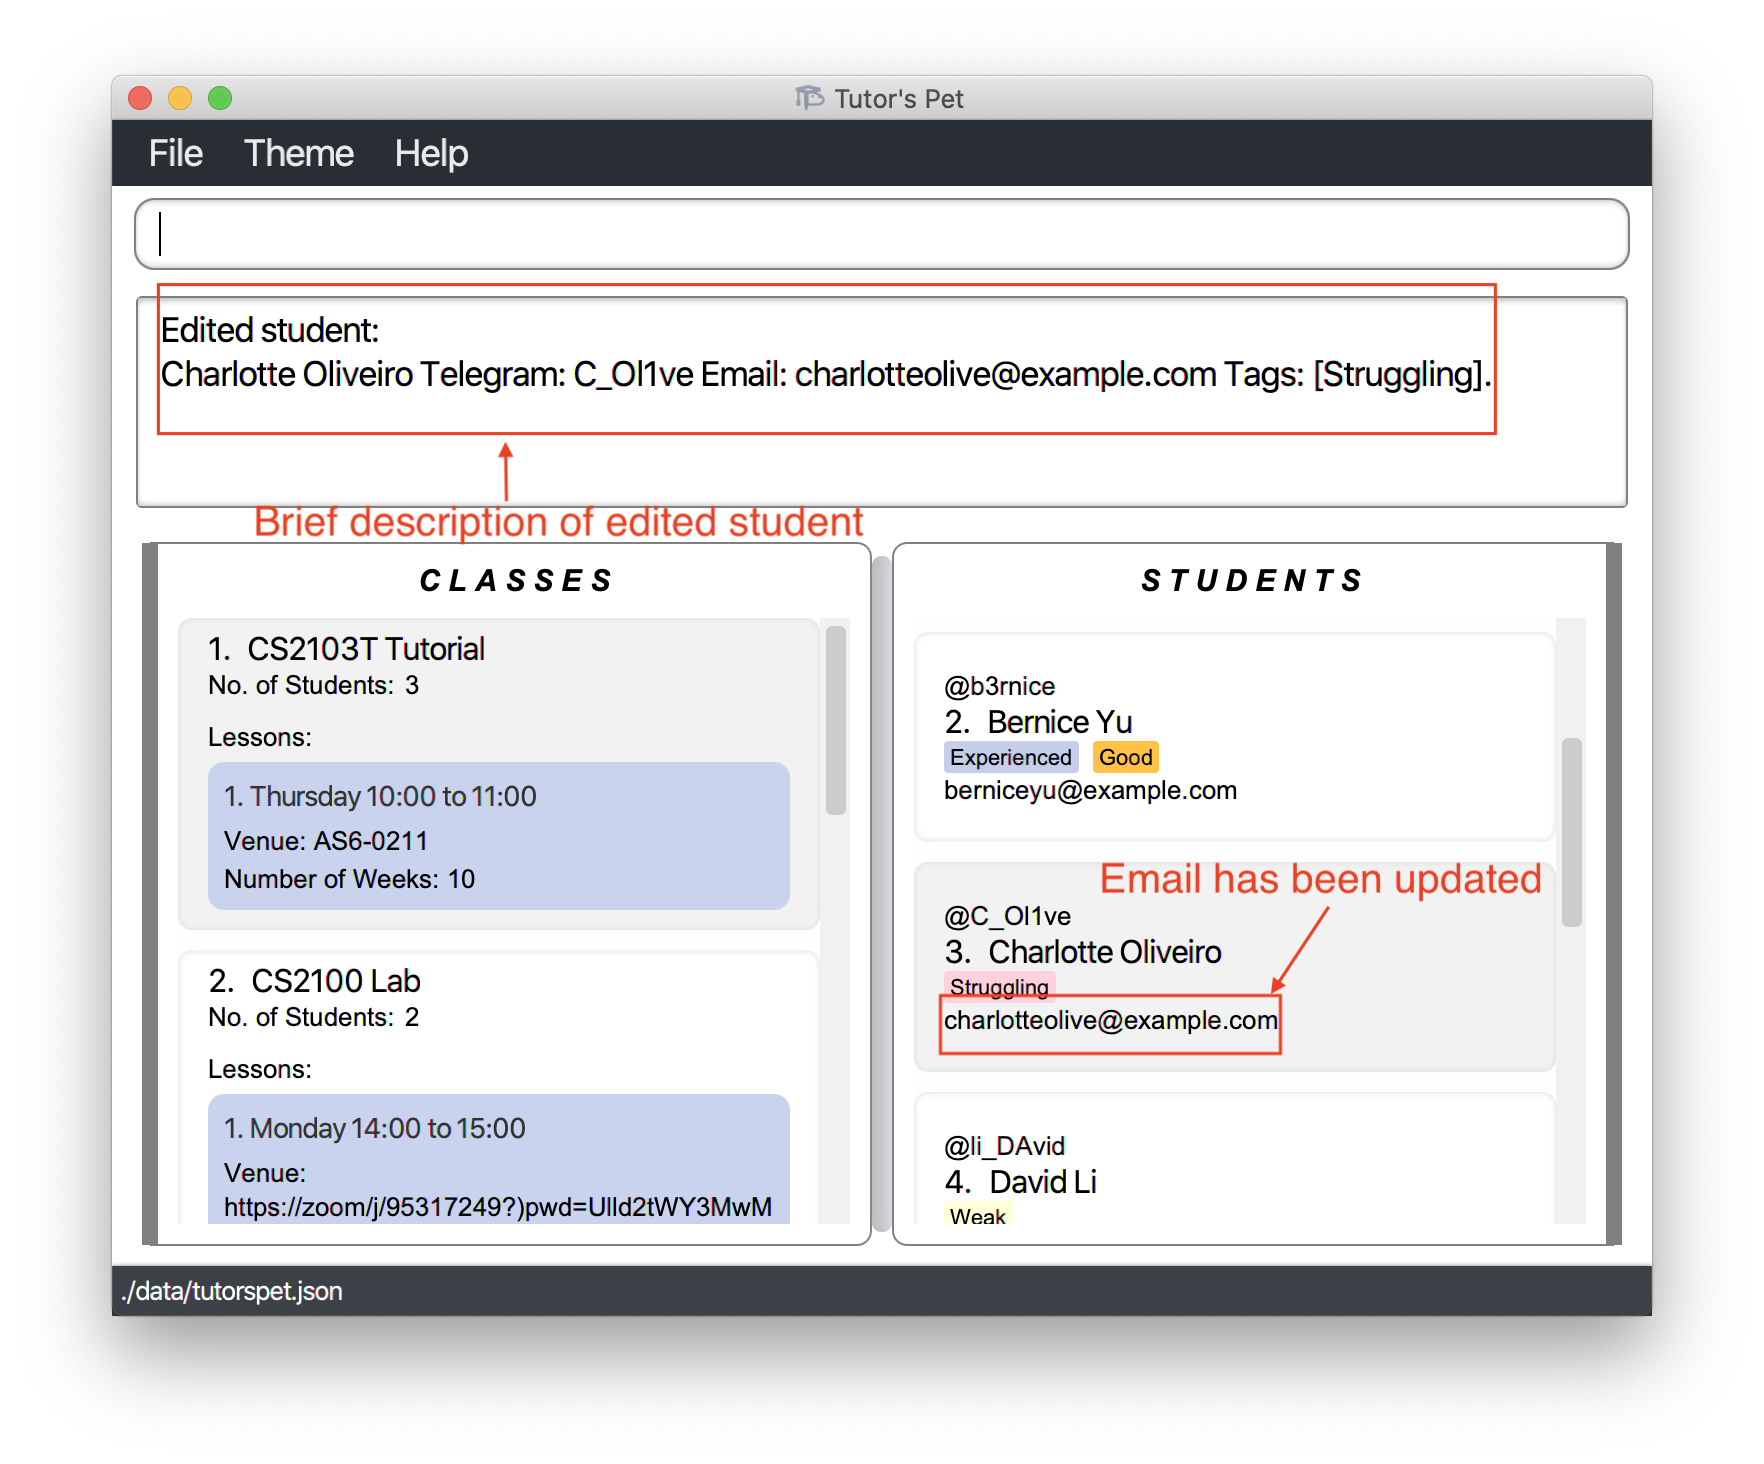 Tutor's Pet
File Theme Help
Edited student:
Charlotte Oliveiro Telegram: C_Ol1ve Email: charlotteolive@example.com Tags: [Struggling].
Brief description of edited student
CLASSES
1. CS2103T Tutorial
No. of Students: 3
Lessons:
1. Thursday 10:00 to 11:00
Venue: AS6-0211
Number of Weeks: 10
2. CS2100 Lab
No. of Students: 2
Lessons:
1. Monday 14:00 to 15:00
Venue:
https://zoom/j/95317249?)pwd=Ulld2tWY3MwM
STUDENTS
@b3rnice
2. Bernice Yu
Experienced Good
berniceyu@example.com
Email has been updated
@C_Ol1ve
3. Charlotte Oliveiro
Struggling
charlotteolive@example.com
@li_DAvid
4. David Li
Weak
./data/tutorspet.json